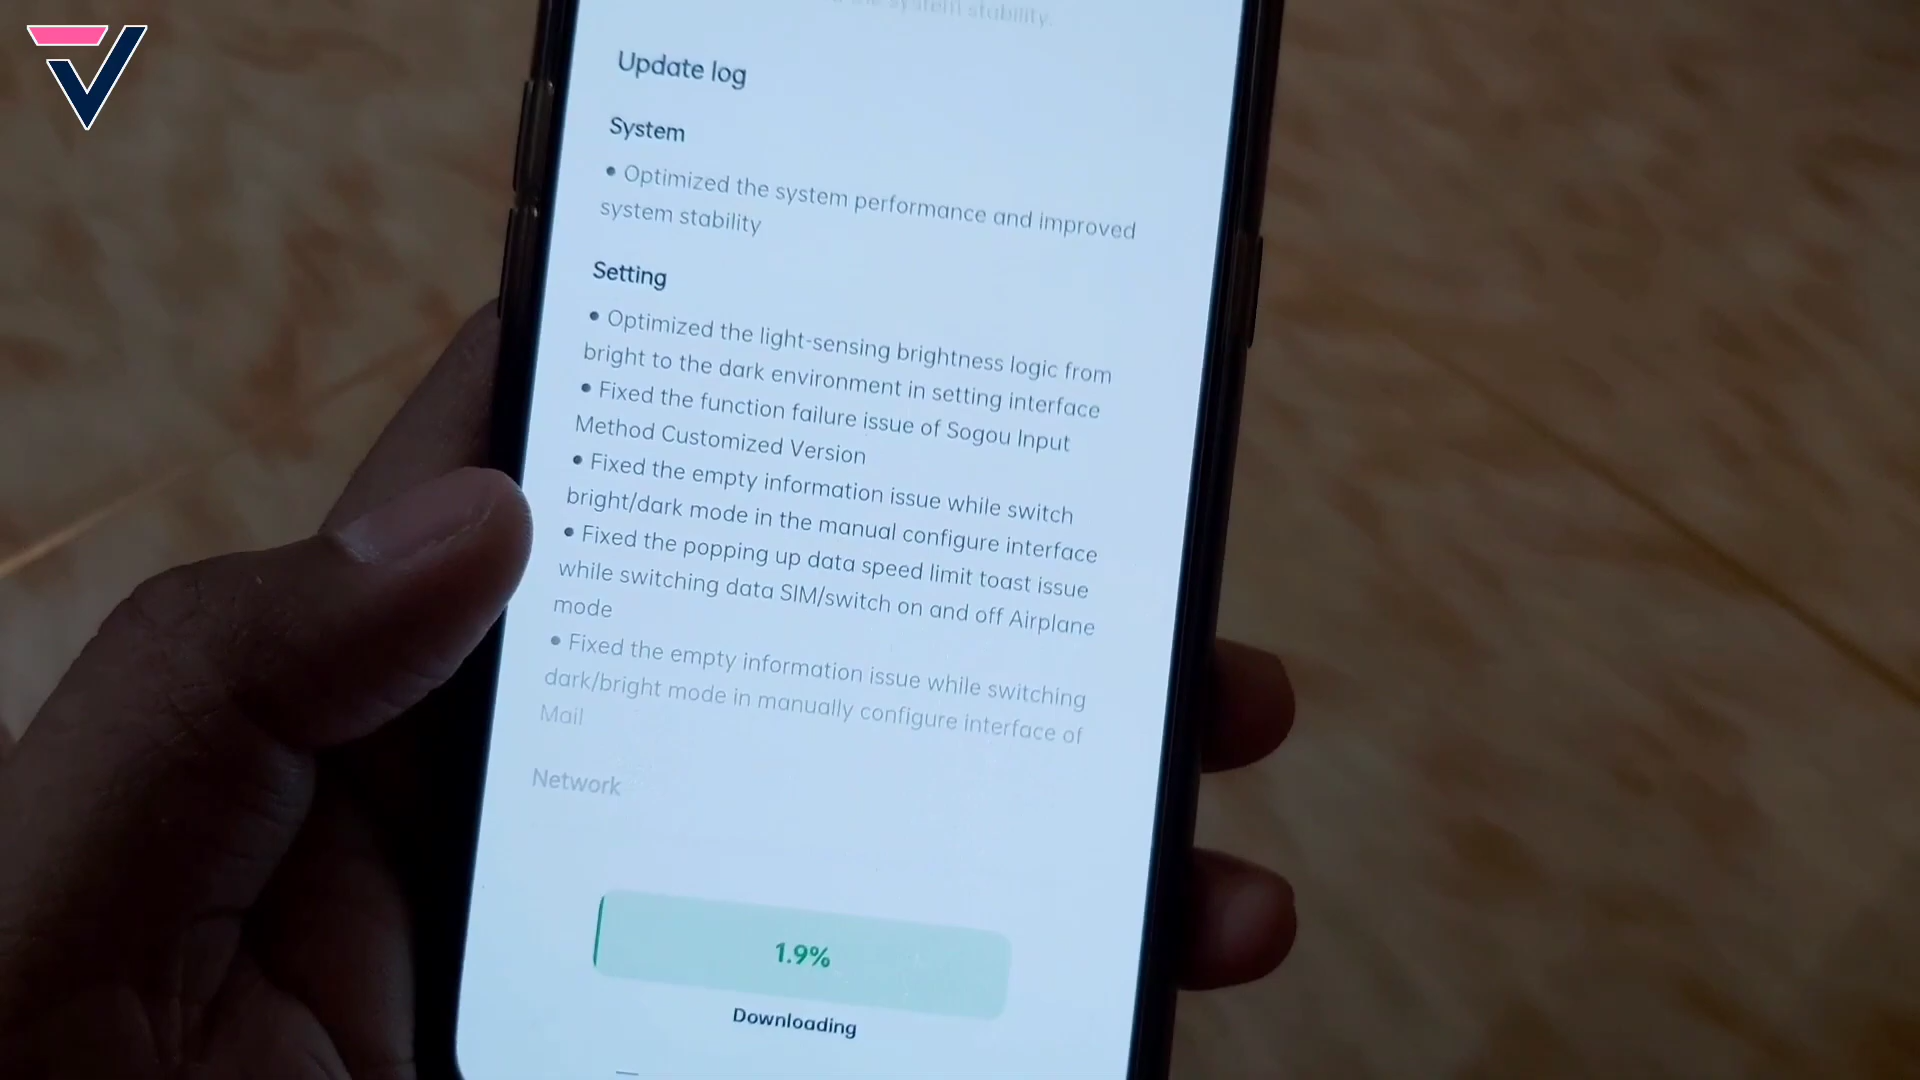 the system stability.
Update log
System
• Optimized the system performance and improved
system stability
Setting
• Optimized the light-sensing brightness logic from
bright to the dark environment in setting interface
• Fixed the function failure issue of Sogou Input
Method Customized Version
• Fixed the empty information issue while switch
bright/dark mode in the manual configure interface
• Fixed the popping up data speed limit toast issue
while switching data SIM/switch on and off Airplane
mode
• Fixed the empty information issue while switching
dark/bright mode in manually configure interface of
Mail
Network
1.9%
Downloading